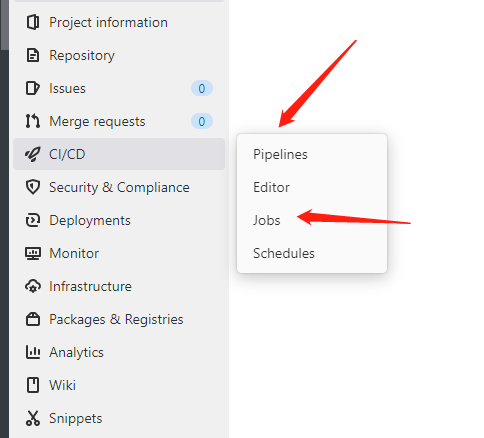 Project information
Repository
Issues 0
Merge requests 0
CI/CD
Security & Compliance
Deployments
Monitor
Infrastructure
Packages & Registries
Analytics
Wiki
Snippets
Pipelines
Editor
Jobs
Schedules